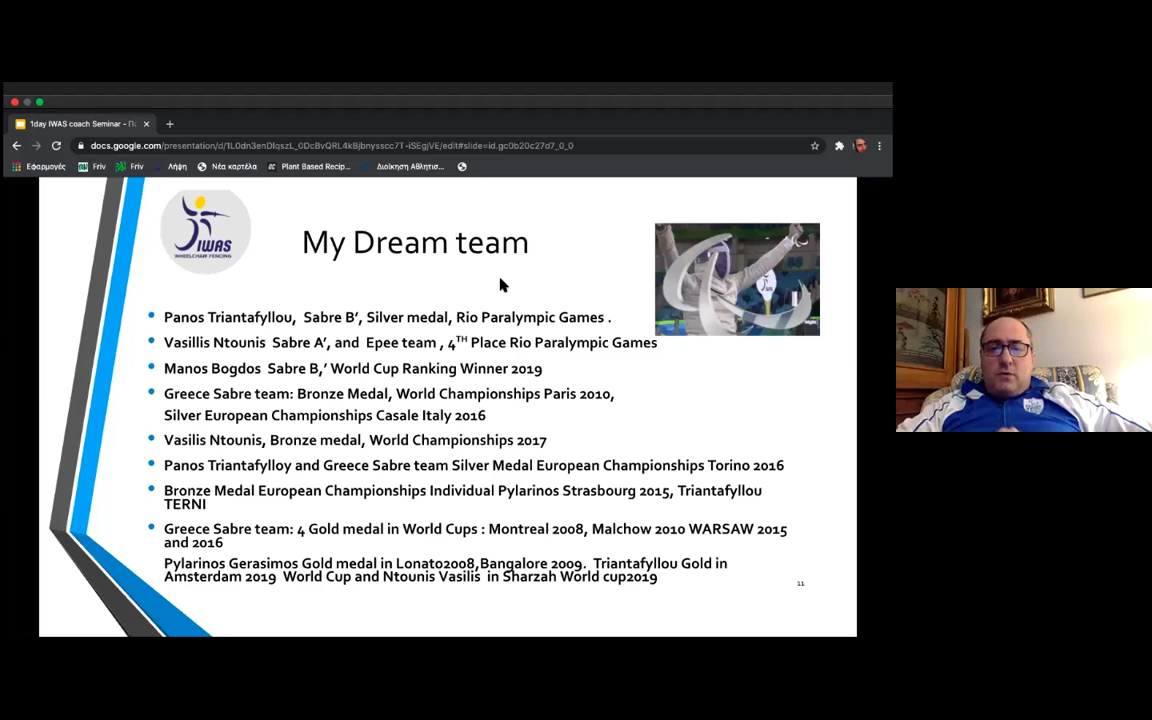 1day IWAS coach Seminar - Πα
docs.google.com/presentation/d/1L0dn3enDIqszL_0DcBvQRL4kBjbnysscc7T-iSEgjVE/edit#slide=id.gc0b20c27d7_0_0
Εφαρμογές Friv Friv Λήψη Νέα καρτέλα Plant Based Recip... Διοίκηση Αθλητισ...
IWAS
WHEELCHAIR FENCING
My Dream team
Panos Triantafyllou, Sabre B‘, Silver medal, Rio Paralympic Games .
Vasillis Ntounis Sabre A’, and Epee team , 4TH Place Rio Paralympic Games
Manos Bogdos Sabre B,’ World Cup Ranking Winner 2019
Greece Sabre team: Bronze Medal, World Championships Paris 2010,
Silver European Championships Casale Italy 2016
Vasilis Ntounis, Bronze medal, World Championships 2017
Panos Triantafylloy and Greece Sabre team Silver Medal European Championships Torino 2016
Bronze Medal European Championships Individual Pylarinos Strasbourg 2015, Triantafyllou
TERNI
Greece Sabre team: 4 Gold medal in World Cups : Montreal 2008, Malchow 2010 WARSAW 2015
and 2016
Pylarinos Gerasimos Gold medal in Lonato2008,Bangalore 2009. Triantafyllou Gold in
Amsterdam 2019 World Cup and Ntounis Vasilis in Sharzah World cup2019
11